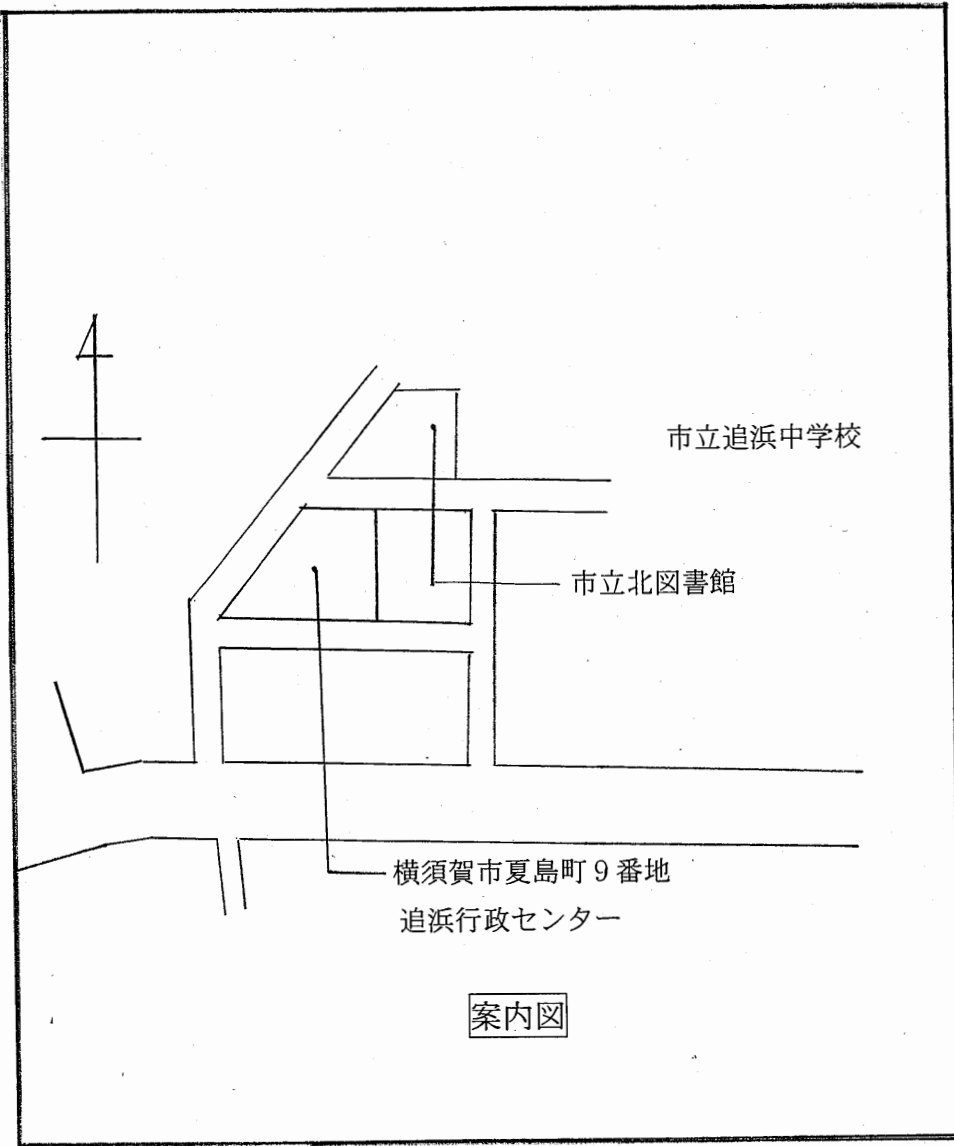 市立追浜中学校
市立北図書館
横須賀市夏島町９番地
追浜行政センター
案内図